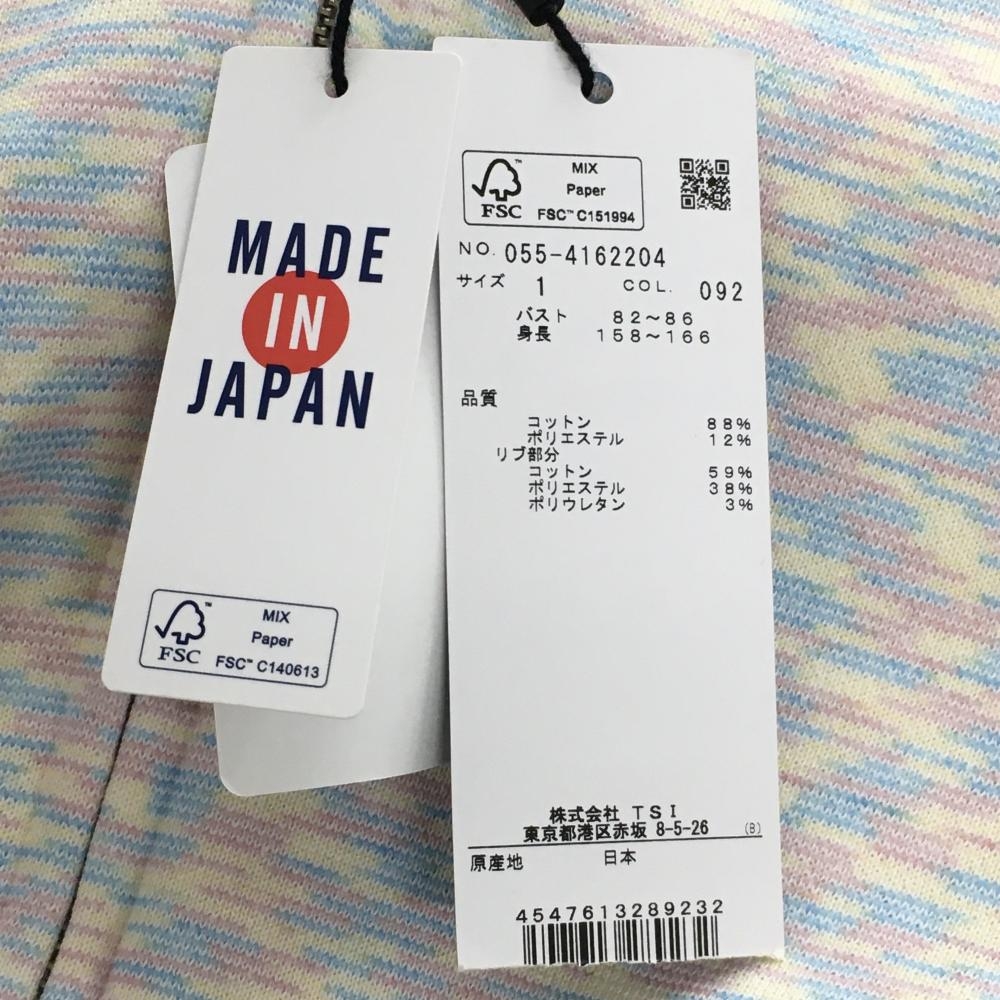 MADE
IN
JAPAN
FSC
MIX
Paper
FSC™ C140613
FSC
MIX
Paper
FSC™ C151994
NO. 055-4162204
サイズ 1 COL. 092
バスト 82～86
身長 158～166
品質
コットン 88%
ポリエステル 12%
リブ部分
コットン 59%
ポリエステル 38%
ポリウレタン 3%
株式会社 TSI
東京都港区赤坂 8-5-26 (B)
原産地 日本
4547613289232